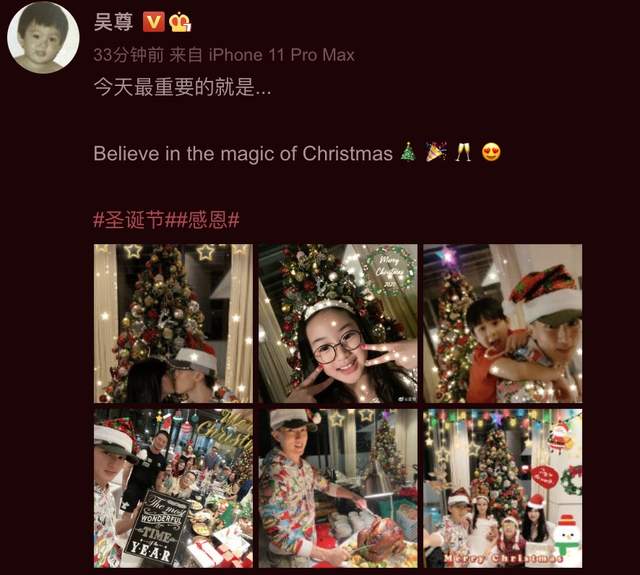 吴尊
33分钟前 来自 iPhone 11 Pro Max
今天最重要的就是...
Believe in the magic of Christmas
#圣诞节##感恩#
Merry
Christmas
2020
The most
WONDERFUL
TIME
of the
YEAR
Merry Christmas